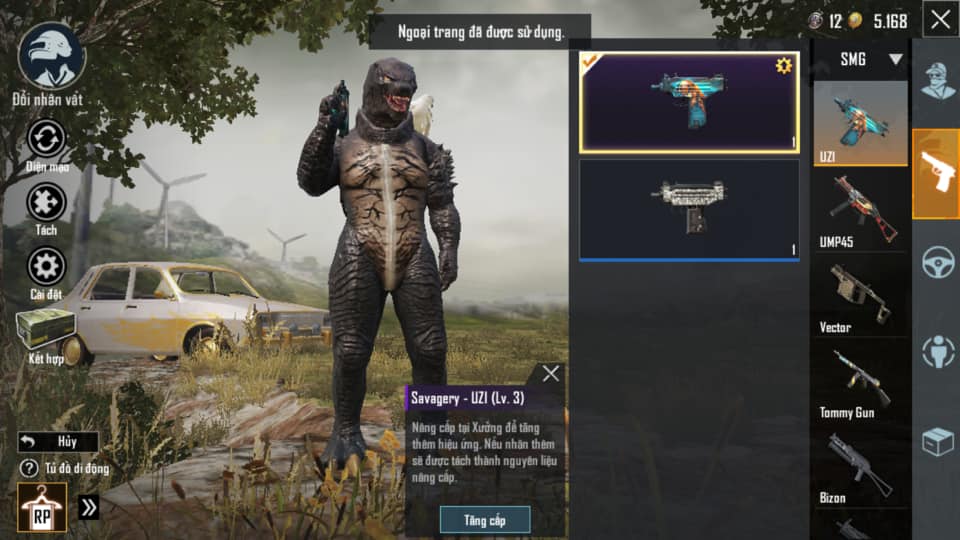 Ngoại trang đã được sử dụng.
12
5.168
Đổi nhân vật
Diện mạo
Tách
Cài đặt
Kết hợp
Hủy
Tủ đồ di động
RP
Savagery - UZI (Lv. 3)
Nâng cấp tại Xưởng để tăng
thêm hiệu ứng. Nếu nhận thêm
sẽ được tách thành nguyên liệu
nâng cấp.
Tăng cấp
1
1
SMG
UZI
UMP45
Vector
Tommy Gun
Bizon